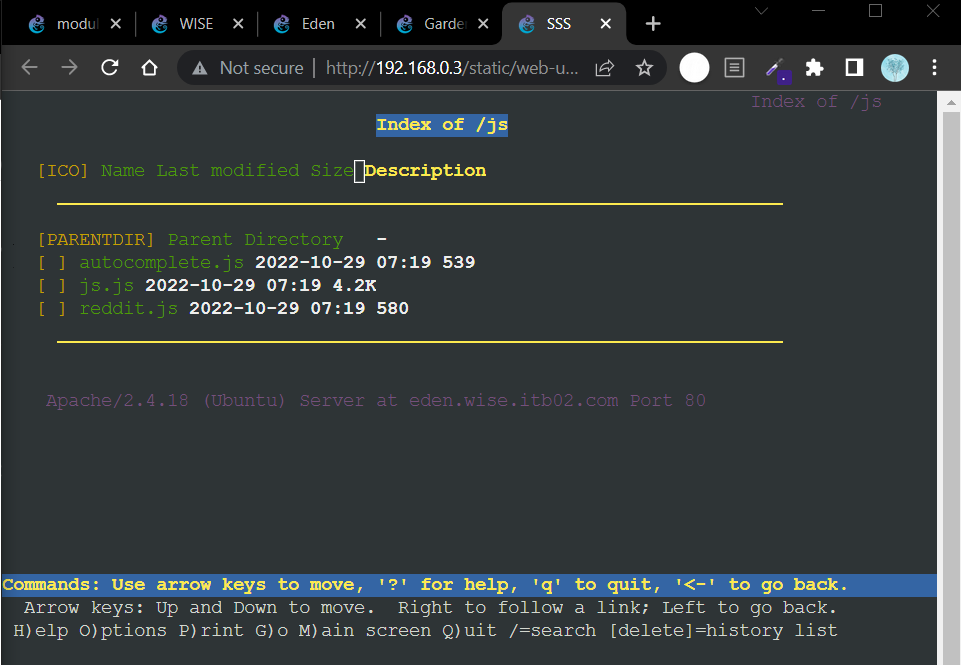 modul WISE Eden Garde SSS
Not secure | http://192.168.0.3/static/web-u...
Index of /js
Index of /js
[ICO] Name Last modified Size Description
[PARENTDIR] Parent Directory -
[ ] autocomplete.js 2022-10-29 07:19 539
[ ] js.js 2022-10-29 07:19 4.2K
[ ] reddit.js 2022-10-29 07:19 580
Apache/2.4.18 (Ubuntu) Server at eden.wise.itb02.com Port 80
Commands: Use arrow keys to move, '?' for help, 'q' to quit, '<-' to go back.
Arrow keys: Up and Down to move. Right to follow a link; Left to go back.
H)elp O)ptions P)rint G)o M)ain screen Q)uit /=search [delete]=history list